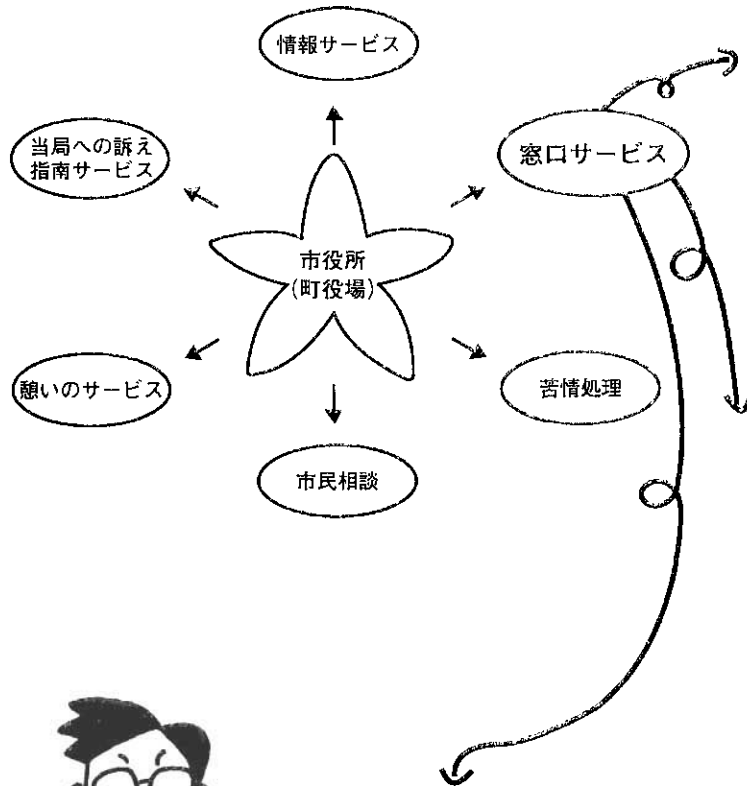 情報サービス
当局への訴え
指南サービス
窓口サービス
市役所
(町役場)
憩いのサービス
苦情処理
市民相談